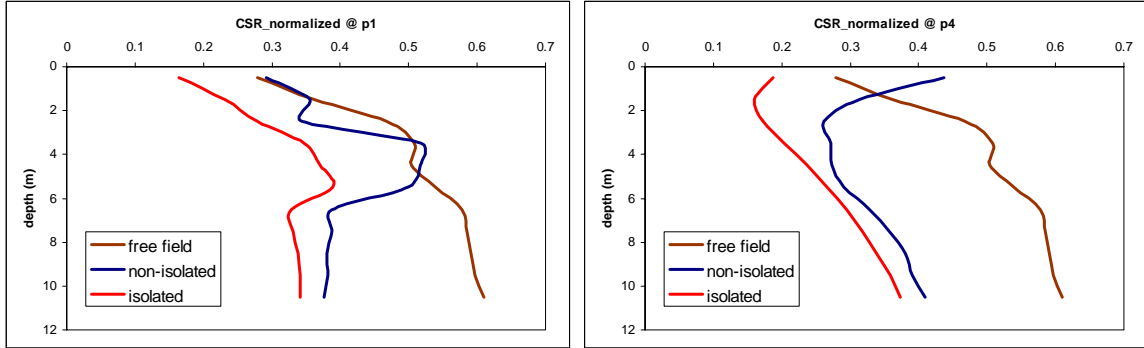 CSR_normalized @ p1
0 0.1 0.2 0.3 0.4 0.5 0.6 0.7
0
2
4
6
8
10
12
depth (m)
free field
non-isolated
isolated
CSR_normalized @ p4
0 0.1 0.2 0.3 0.4 0.5 0.6 0.7
0
2
4
6
8
10
12
depth (m)
free field
non-isolated
isolated